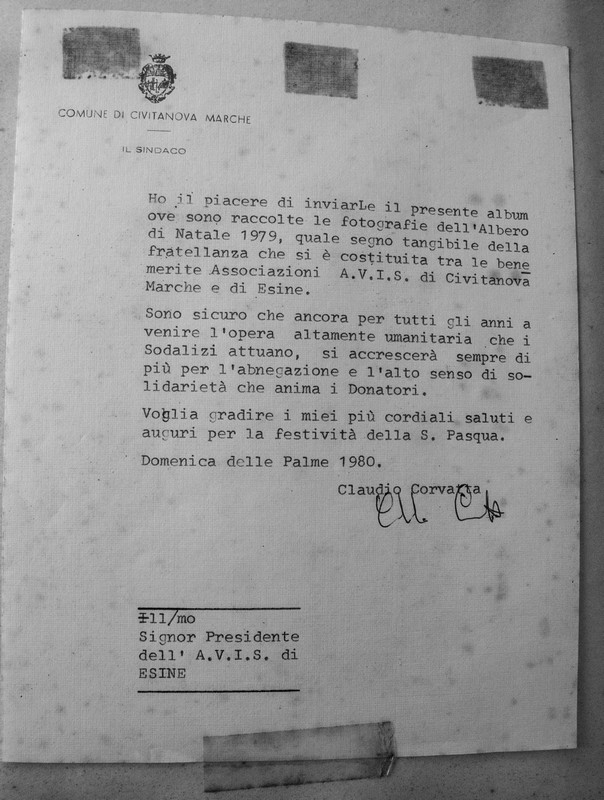 COMUNE DI CIVITANOVA MARCHE
IL SINDACO
Ho il piacere di inviarLe il presente album
ove sono raccolte le fotografie dell'Albero
di Natale 1979, quale segno tangibile della
fratellanza che si è costituita tra le bene
merite Associazioni A.V.I.S. di Civitanova
Marche e di Esine.
Sono sicuro che ancora per tutti gli anni a
venire l'opera altamente umanitaria che i
Sodalizi attuano, si accrescerà sempre di
più per l'abnegazione e l'alto senso di so-
lidarietà che anima i Donatori.
Voglia gradire i miei più cordiali saluti e
auguri per la festività della S. Pasqua.
Domenica delle Palme 1980.
Claudio Corvatta
Ill/mo
Signor Presidente
dell' A.V.I.S. di
ESINE